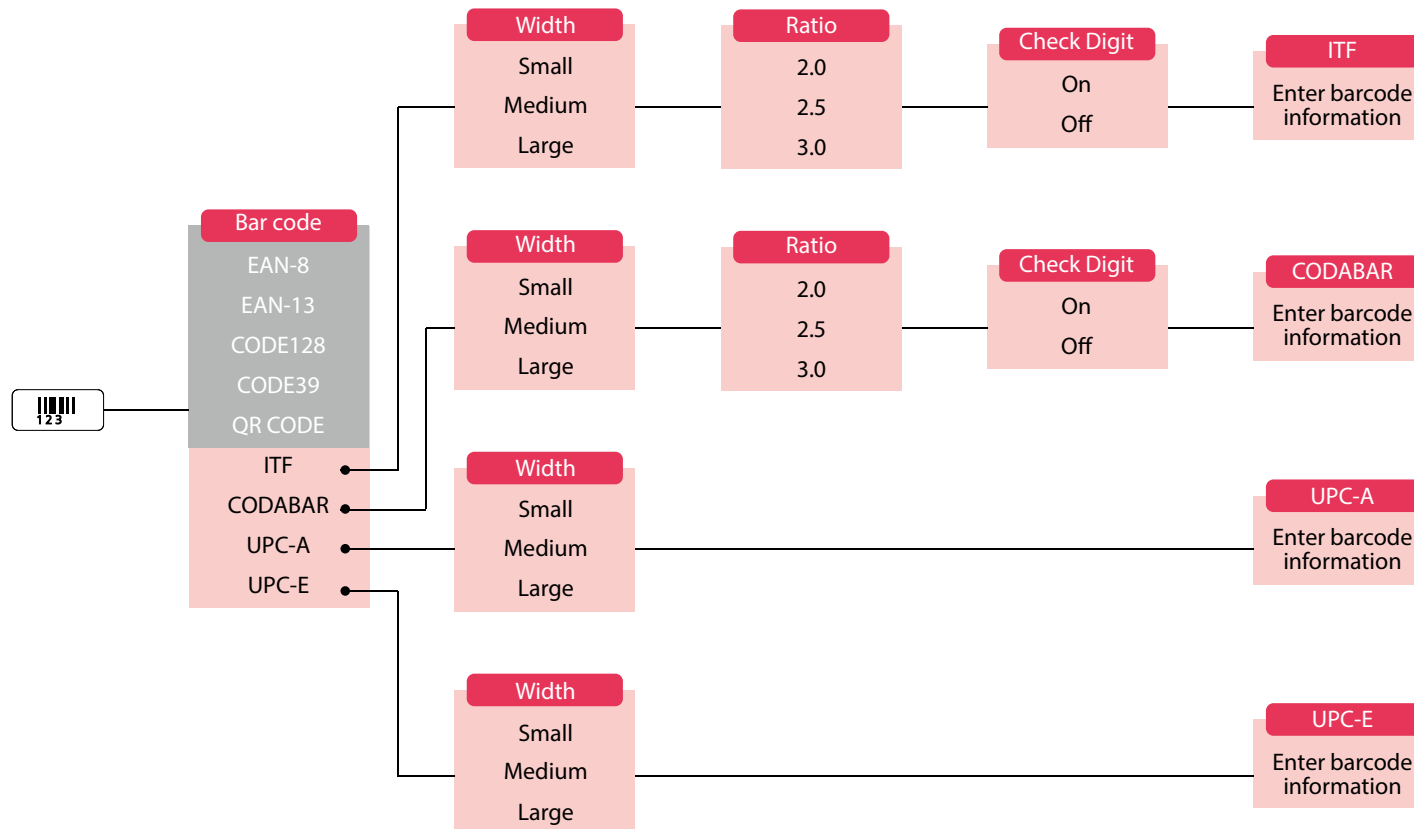 Width
Small
Medium
Large
Ratio
2.0
2.5
3.0
Check Digit
On
Off
ITF
Enter barcode
information
Bar code
EAN-8
EAN-13
CODE128
CODE39
QR CODE
ITF
CODABAR
UPC-A
UPC-E
123
Width
Small
Medium
Large
Ratio
2.0
2.5
3.0
Check Digit
On
Off
CODABAR
Enter barcode
information
Width
Small
Medium
Large
UPC-A
Enter barcode
information
Width
Small
Medium
Large
UPC-E
Enter barcode
information